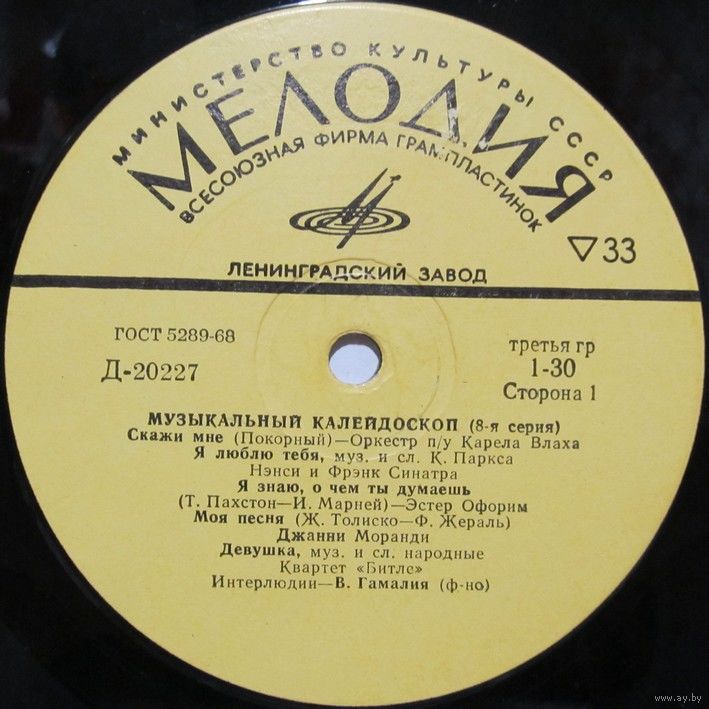 МИНИСТЕРСТВО КУЛЬТУРЫ СССР
МЕЛОДИЯ
ВСЕСОЮЗНАЯ ФИРМА ГРАМПЛАСТИНОК
▽33
ЛЕНИНГРАДСКИЙ ЗАВОД
ГОСТ 5289-68
Д-20227
третья гр
1-30
Сторона 1
МУЗЫКАЛЬНЫЙ КАЛЕЙДОСКОП (8-я серия)
Скажи мне (Покорный)—Оркестр п/у Карела Влаха
Я люблю тебя, муз. и сл. К. Паркса
Нэнси и Фрэнк Синатра
Я знаю, о чем ты думаешь
(Т. Пахстон—И. Марней)—Эстер Офорим
Моя песня (Ж. Толиско—Ф. Жераль)
Джанни Моранди
Девушка, муз. и сл. народные
Квартет «Битлс»
Интерлюдии—В. Гамалия (ф-но)
www.ay.by